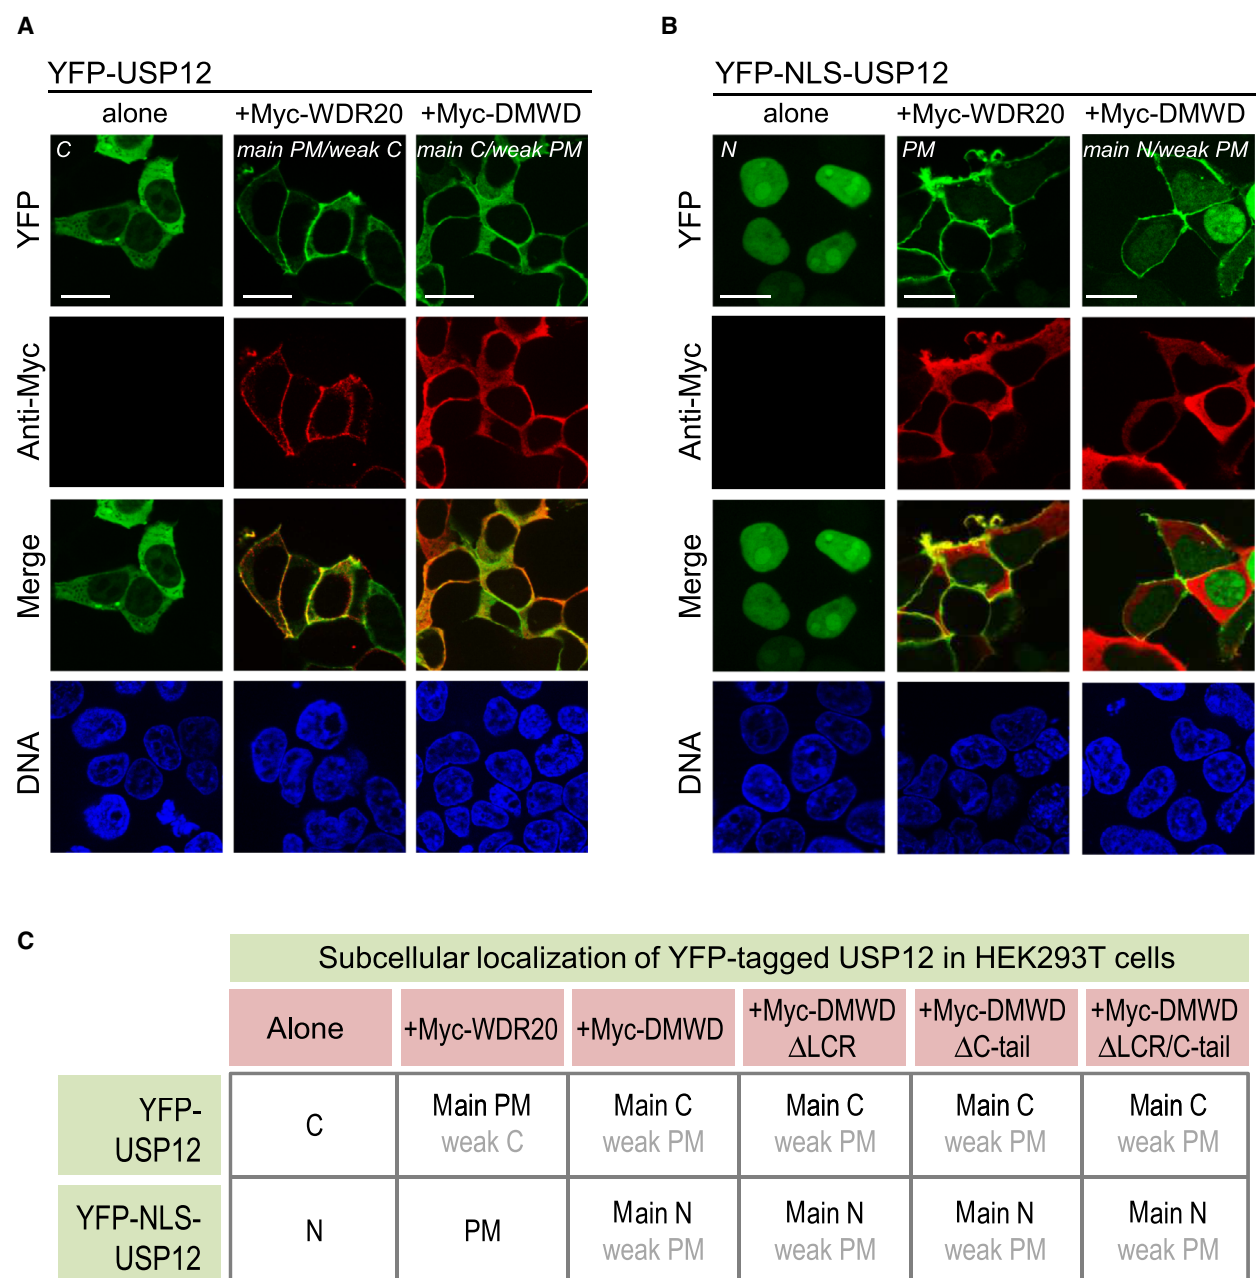 A
YFP-USP12
alone
+Myc-WDR20
+Myc-DMWD
YFP
C
main PM/weak C
main C/weak PM
Anti-Myc
Merge
DNA
B
YFP-NLS-USP12
alone
+Myc-WDR20
+Myc-DMWD
YFP
N
PM
main N/weak PM
Anti-Myc
Merge
DNA
C
Subcellular localization of YFP-tagged USP12 in HEK293T cells
Alone
+Myc-WDR20
+Myc-DMWD
+Myc-DMWD
ΔLCR
+Myc-DMWD
ΔC-tail
+Myc-DMWD
ΔLCR/C-tail
YFP-
USP12
C
Main PM
weak C
Main C
weak PM
Main C
weak PM
Main C
weak PM
Main C
weak PM
YFP-NLS-
USP12
N
PM
Main N
weak PM
Main N
weak PM
Main N
weak PM
Main N
weak PM